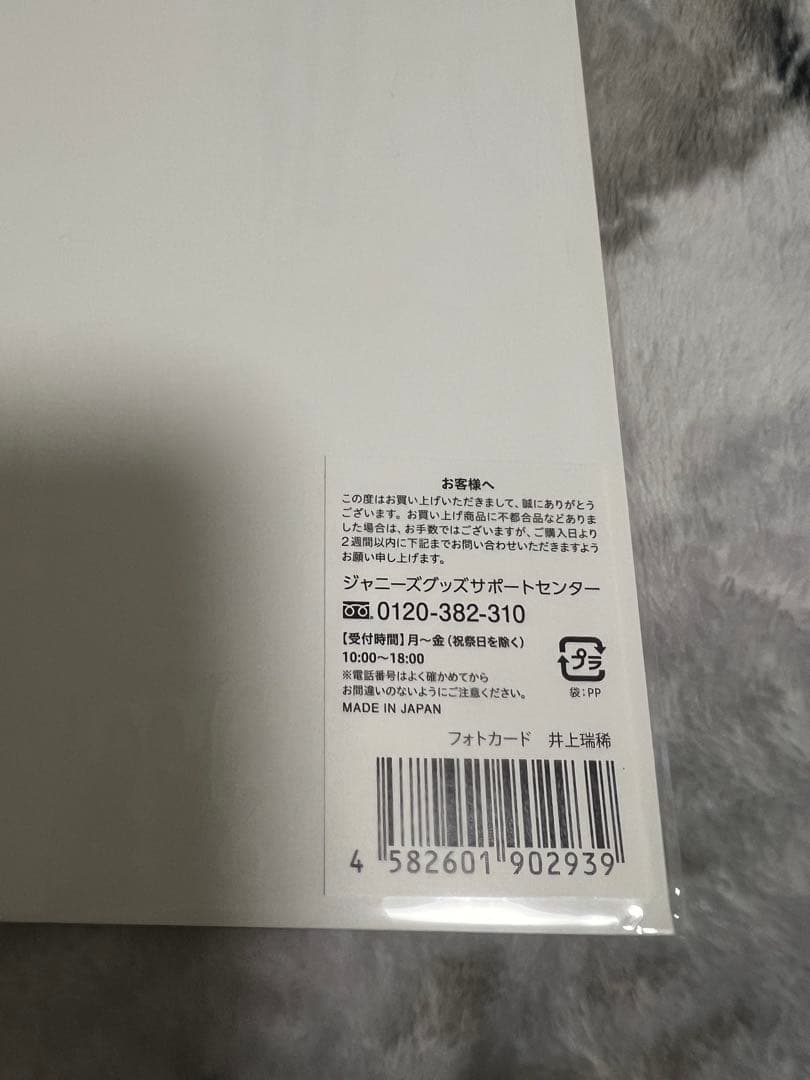 お客様へ
この度はお買い上げいただきまして、誠にありがとう
ございます。お買い上げ商品に不都合品などありま
した場合は、お手数ではございますが、ご購入日より
2週間以内に下記までお問い合わせいただきますよう
お願い申し上げます。
ジャニーズグッズサポートセンター
0120-382-310
【受付時間】月〜金（祝祭日を除く）
10:00〜18:00
※電話番号はよく確かめてから
お間違いのないようにご注意ください。
MADE IN JAPAN
プラ
袋：PP
フォトカード 井上瑞稀
4 582601 902939